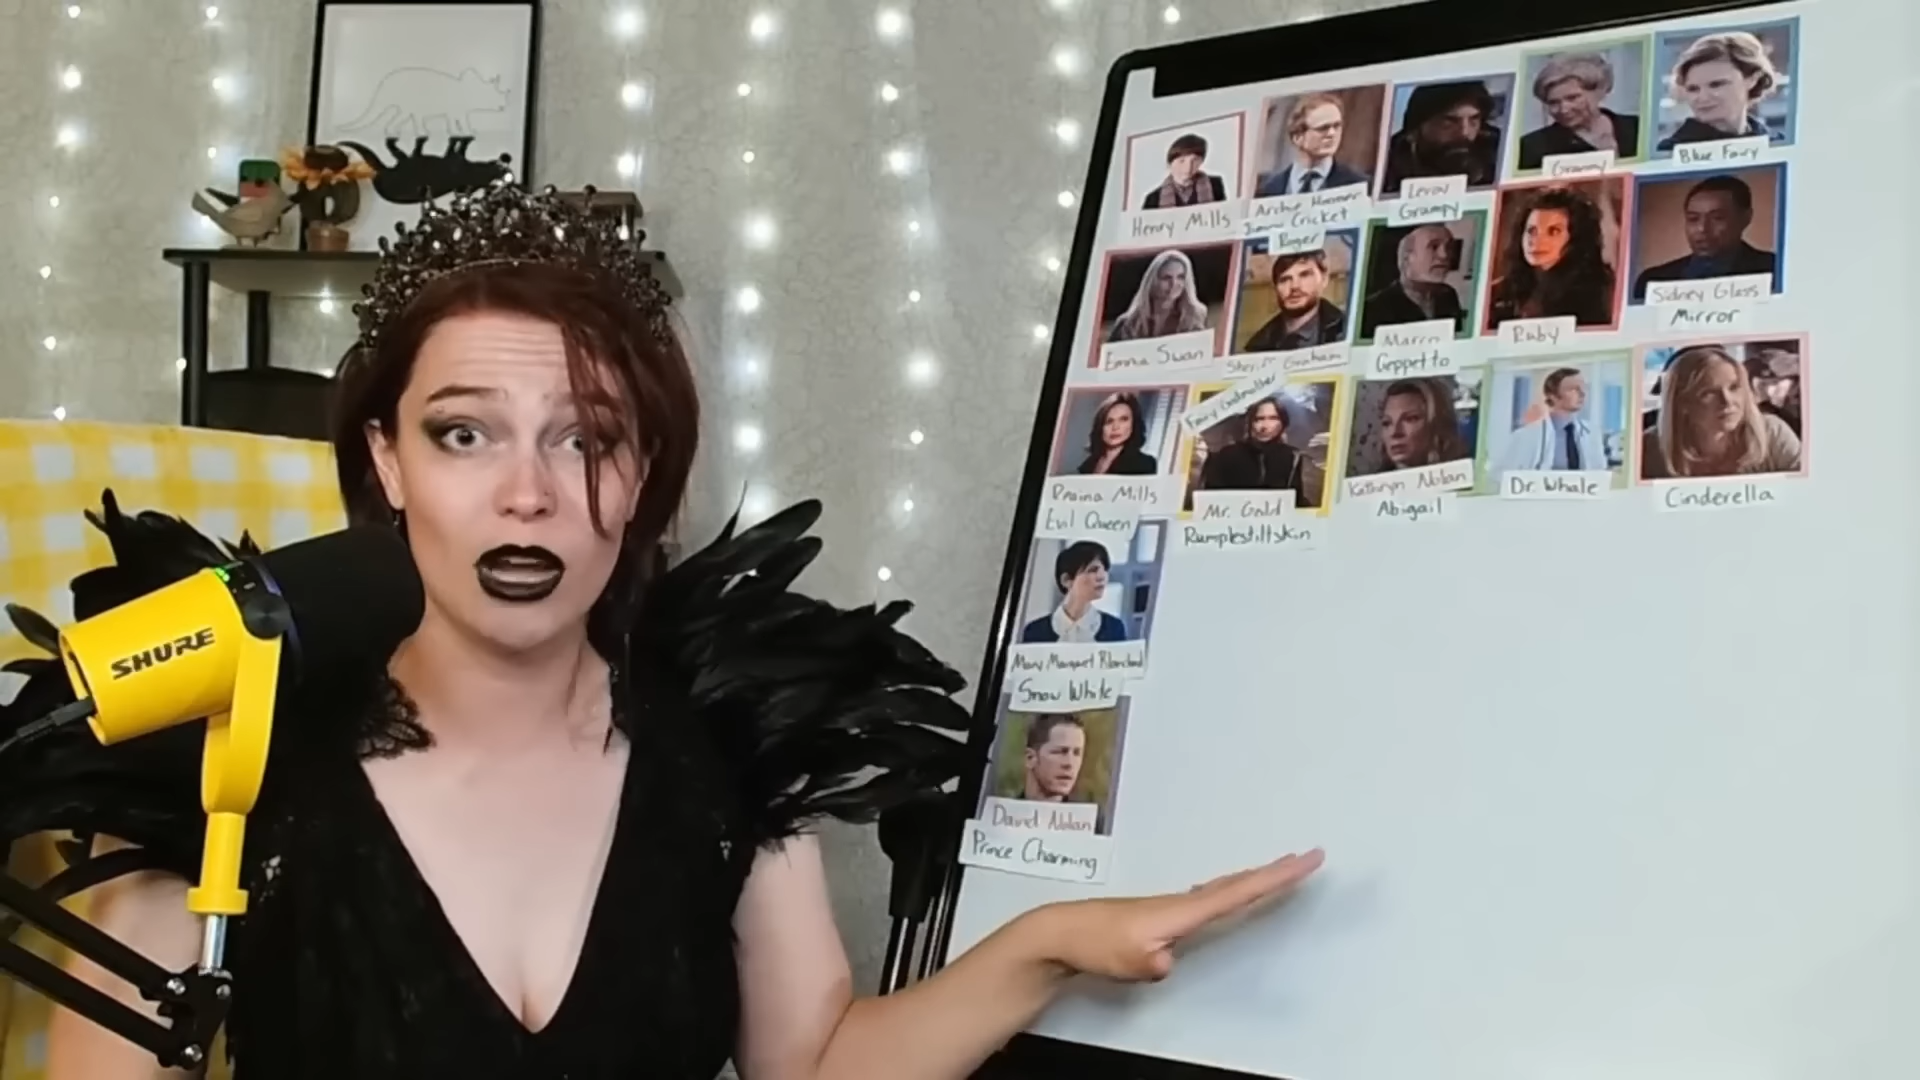 SHURE
Henry Mills
Archie Hopper
Jiminy Cricket
Leroy
Grumpy
Granny
Blue Fairy
Emma Swan
Roger
Sheriff Graham
Marco
Geppetto
Ruby
Sidney Glass
Mirror
Regina Mills
Evil Queen
Fairy Godmother
Mr. Gold
Rumplestiltskin
Kathryn Nolan
Abigail
Dr. Whale
Cinderella
Mary Margaret Blanchard
Snow White
David Nolan
Prince Charming